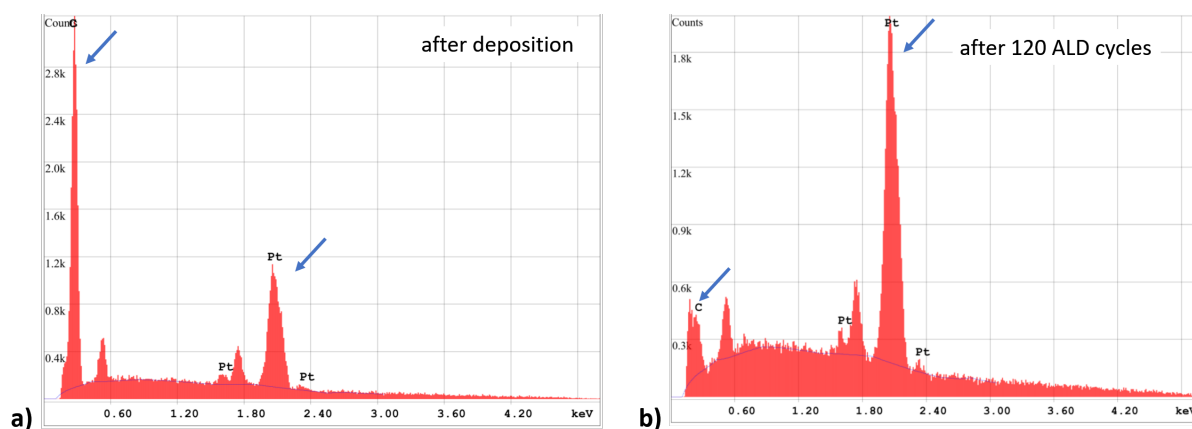 Counts C
after deposition
2.8k
2.4k
2.0k
1.6k
1.2k
0.8k
0.4k
Pt
Pt
Pt
0.60 1.20 1.80 2.40 3.00 3.60 4.20 keV
a)
Counts
Pt
after 120 ALD cycles
1.8k
1.5k
1.2k
0.9k
0.6k
0.3k
C
Pt
Pt
0.60 1.20 1.80 2.40 3.00 3.60 4.20 keV
b)